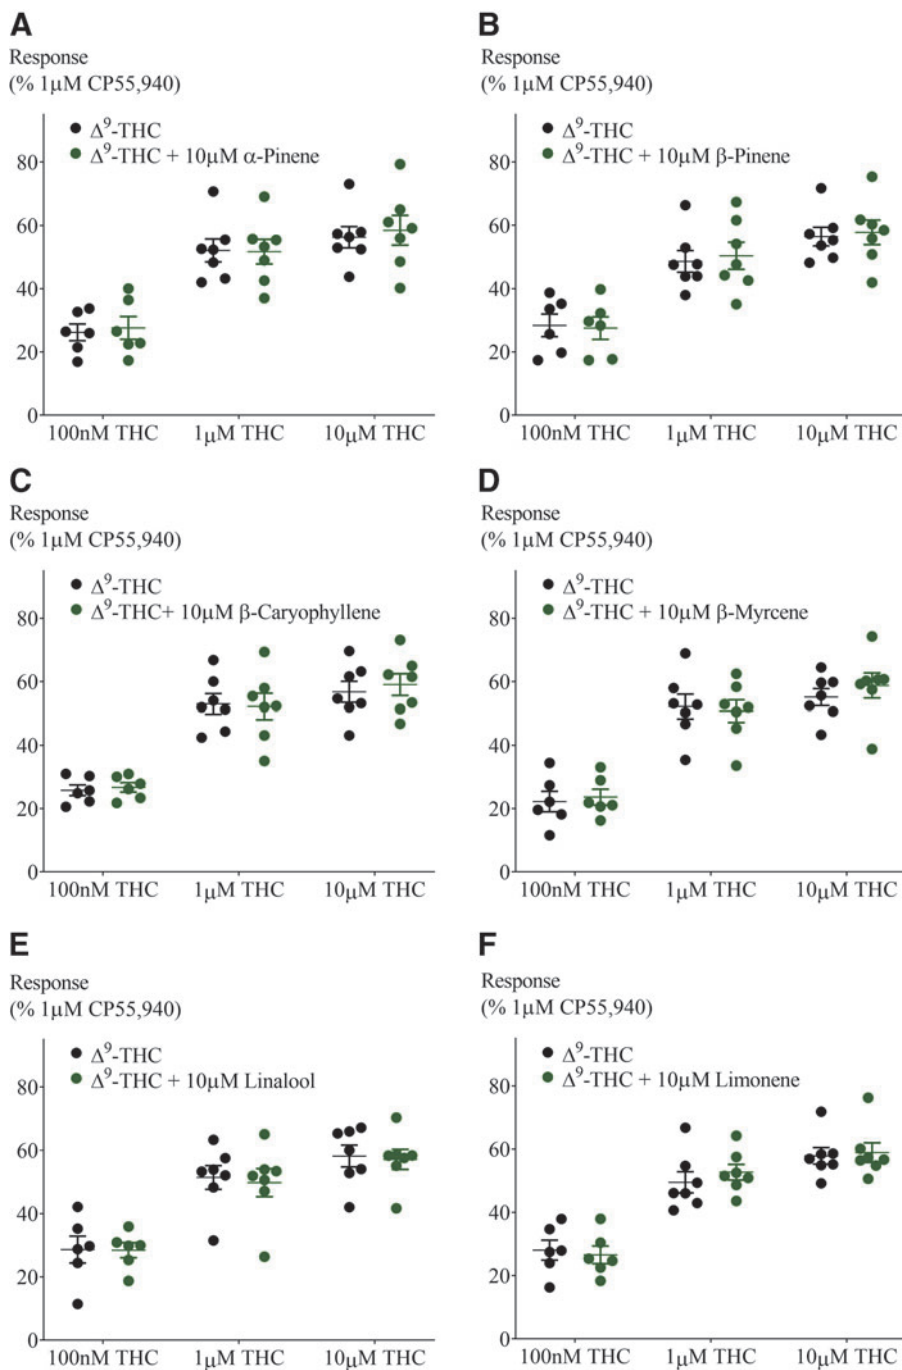 A
Response
(% 1μM CP55,940)
Δ⁹-THC
Δ⁹-THC + 10μM α-Pinene
80
60
40
20
0
100nM THC 1μM THC 10μM THC
B
Response
(% 1μM CP55,940)
Δ⁹-THC
Δ⁹-THC + 10μM β-Pinene
80
60
40
20
0
100nM THC 1μM THC 10μM THC
C
Response
(% 1μM CP55,940)
Δ⁹-THC
Δ⁹-THC+ 10μM β-Caryophyllene
80
60
40
20
0
100nM THC 1μM THC 10μM THC
D
Response
(% 1μM CP55,940)
Δ⁹-THC
Δ⁹-THC + 10μM β-Myrcene
80
60
40
20
0
100nM THC 1μM THC 10μM THC
E
Response
(% 1μM CP55,940)
Δ⁹-THC
Δ⁹-THC + 10μM Linalool
80
60
40
20
0
100nM THC 1μM THC 10μM THC
F
Response
(% 1μM CP55,940)
Δ⁹-THC
Δ⁹-THC + 10μM Limonene
80
60
40
20
0
100nM THC 1μM THC 10μM THC